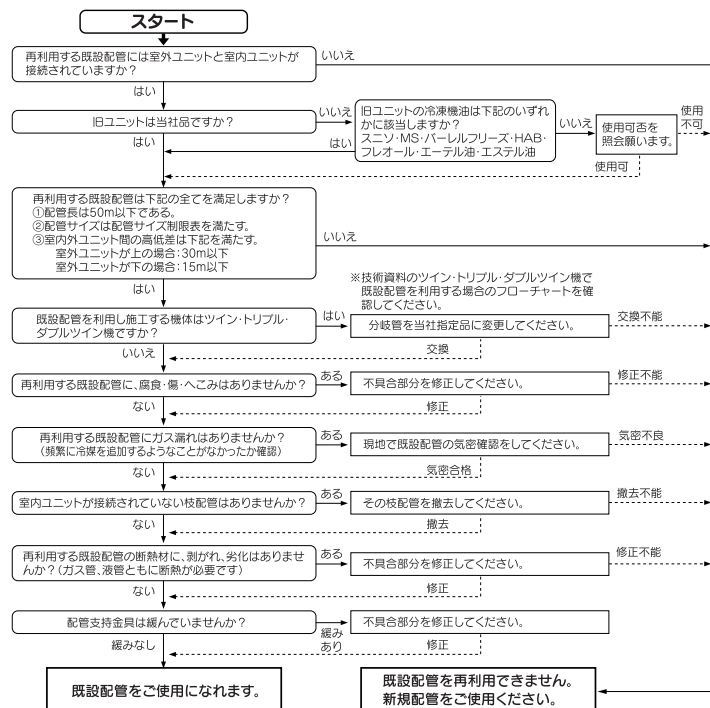 スタート
再利用する既設配管には室外ユニットと室内ユニットが
接続されていますか？
いいえ
はい
旧ユニットは当社品ですか？
いいえ
はい
旧ユニットの冷凍機油は下記のいずれ
かに該当しますか？
スニソ・MS・バーレルフリーズ・HAB・
フレオール・エーテル油・エステル油
はい
いいえ
使用可否を
照会願います。
使用
不可
使用可
再利用する既設配管は下記の全てを満足しますか？
①配管長は50m以下である。
②配管サイズは配管サイズ制限表を満たす。
③室内外ユニット間の高低差は下記を満たす。
室外ユニットが上の場合：30m以下
室外ユニットが下の場合：15m以下
いいえ
はい
※技術資料のツイン・トリプル・ダブルツイン機で
既設配管を利用する場合のフローチャートを確
認してください。
既設配管を利用し施工する機体はツイン・トリプル・
ダブルツイン機ですか？
はい
分岐管を当社指定品に変更してください。
交換不能
いいえ
交換
再利用する既設配管に、腐食・傷・へこみはありませんか？
ある
不具合部分を修正してください。
修正不能
ない
修正
再利用する既設配管にガス漏れはありませんか？
（頻繁に冷媒を追加するようなことがなかったか確認）
ある
現地で既設配管の気密確認をしてください。
気密不良
ない
気密合格
室内ユニットが接続されていない枝配管はありませんか？
ある
その枝配管を撤去してください。
撤去不能
ない
撤去
再利用する既設配管の断熱材に、剥がれ、劣化はありませ
んか？（ガス管、液管ともに断熱が必要です）
ある
不具合部分を修正してください。
修正不能
ない
修正
配管支持金具は緩んでいませんか？
緩み
あり
不具合部分を修正してください。
緩みなし
修正
既設配管をご使用になれます。
既設配管を再利用できません。
新規配管をご使用ください。